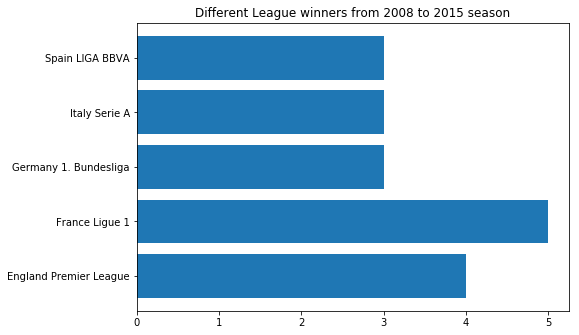 Different League winners from 2008 to 2015 season
Spain LIGA BBVA
Italy Serie A
Germany 1. Bundesliga
France Ligue 1
England Premier League
0 1 2 3 4 5